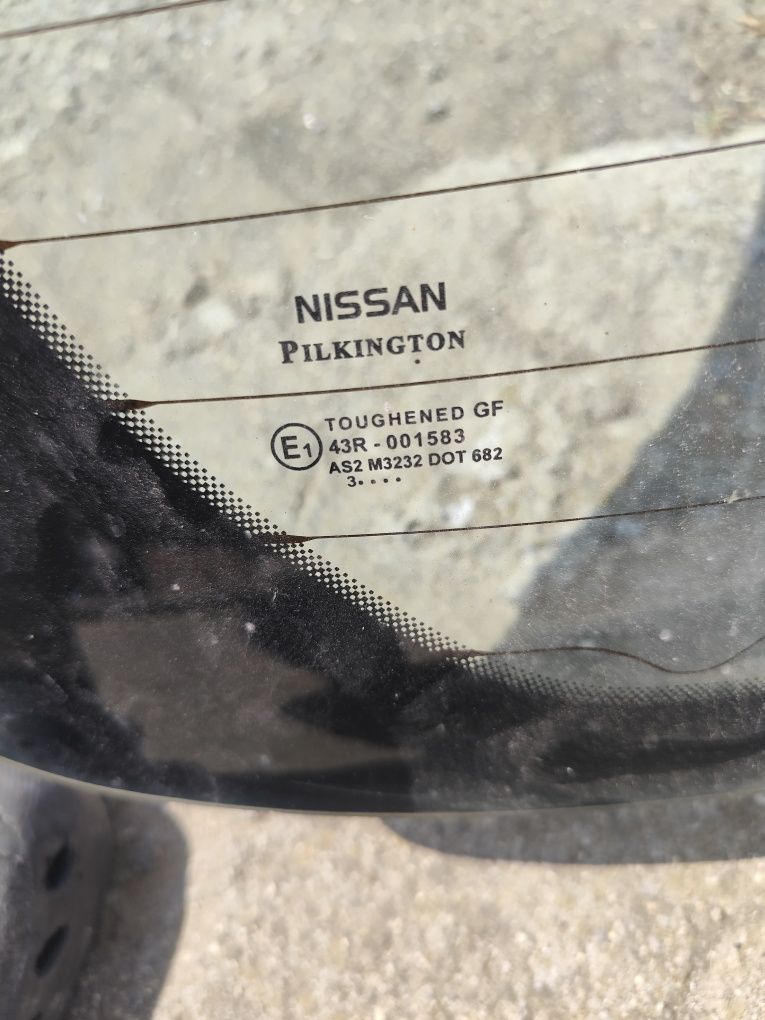 NISSAN
PILKINGTON
TOUGHENED GF
E1 43R - 001583
AS2 M3232 DOT 682
3....